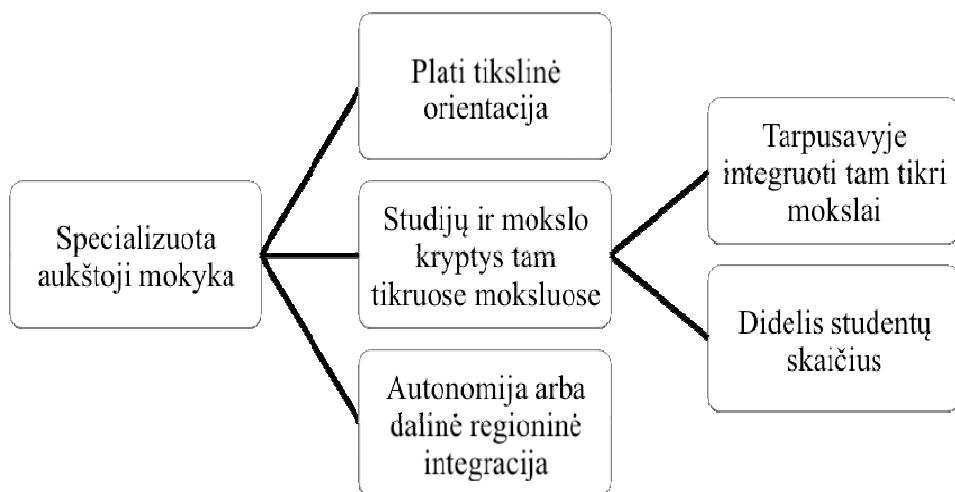 Specializuota
aukštoji mokyka
Plati tikslinė
orientacija
Studijų ir mokslo
kryptys tam
tikruose moksluose
Autonomija arba
dalinė regioninė
integracija
Tarpusavyje
integruoti tam tikri
mokslai
Didelis studentų
skaičius